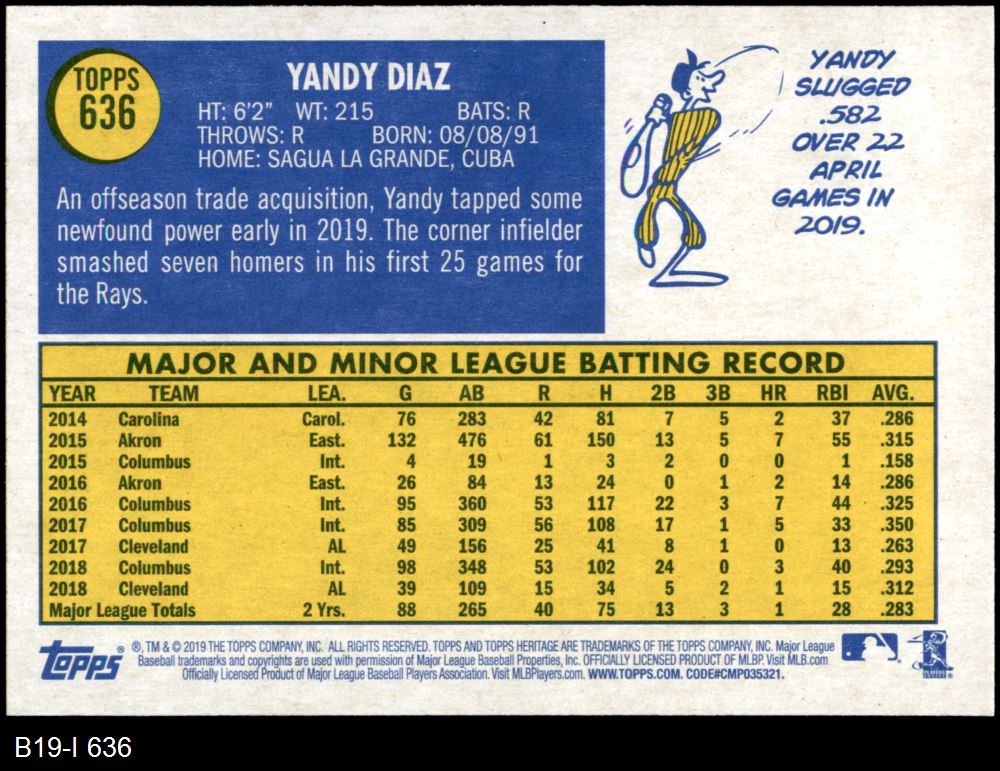 TOPPS
636
YANDY DIAZ
HT: 6'2" WT: 215 BATS: R
THROWS: R BORN: 08/08/91
HOME: SAGUA LA GRANDE, CUBA
An offseason trade acquisition, Yandy tapped some
newfound power early in 2019. The corner infielder
smashed seven homers in his first 25 games for
the Rays.
YANDY
SLUGGED
.582
OVER 22
APRIL
GAMES IN
2019.
MAJOR AND MINOR LEAGUE BATTING RECORD
YEAR TEAM LEA. G AB R H 2B 3B HR RBI AVG.
2014 Carolina Carol. 76 283 42 81 7 5 2 37 .286
2015 Akron East. 132 476 61 150 13 5 7 55 .315
2015 Columbus Int. 4 19 1 3 2 0 0 1 .158
2016 Akron East. 26 84 13 24 0 1 2 14 .286
2016 Columbus Int. 95 360 53 117 22 3 7 44 .325
2017 Columbus Int. 85 309 56 108 17 1 5 33 .350
2017 Cleveland AL 49 156 25 41 8 1 0 13 .263
2018 Columbus Int. 98 348 53 102 24 0 3 40 .293
2018 Cleveland AL 39 109 15 34 5 2 1 15 .312
Major League Totals 2 Yrs. 88 265 40 75 13 3 1 28 .283
topps®
®, TM & © 2019 THE TOPPS COMPANY, INC. ALL RIGHTS RESERVED. TOPPS AND TOPPS HERITAGE ARE TRADEMARKS OF THE TOPPS COMPANY, INC. Major League
Baseball trademarks and copyrights are used with permission of Major League Baseball Properties, Inc. OFFICIALLY LICENSED PRODUCT OF MLBP. Visit MLB.com
Officially Licensed Product of Major League Baseball Players Association. Visit MLBPlayers.com. WWW.TOPPS.COM. CODE#CMP035321.
B19-I 636